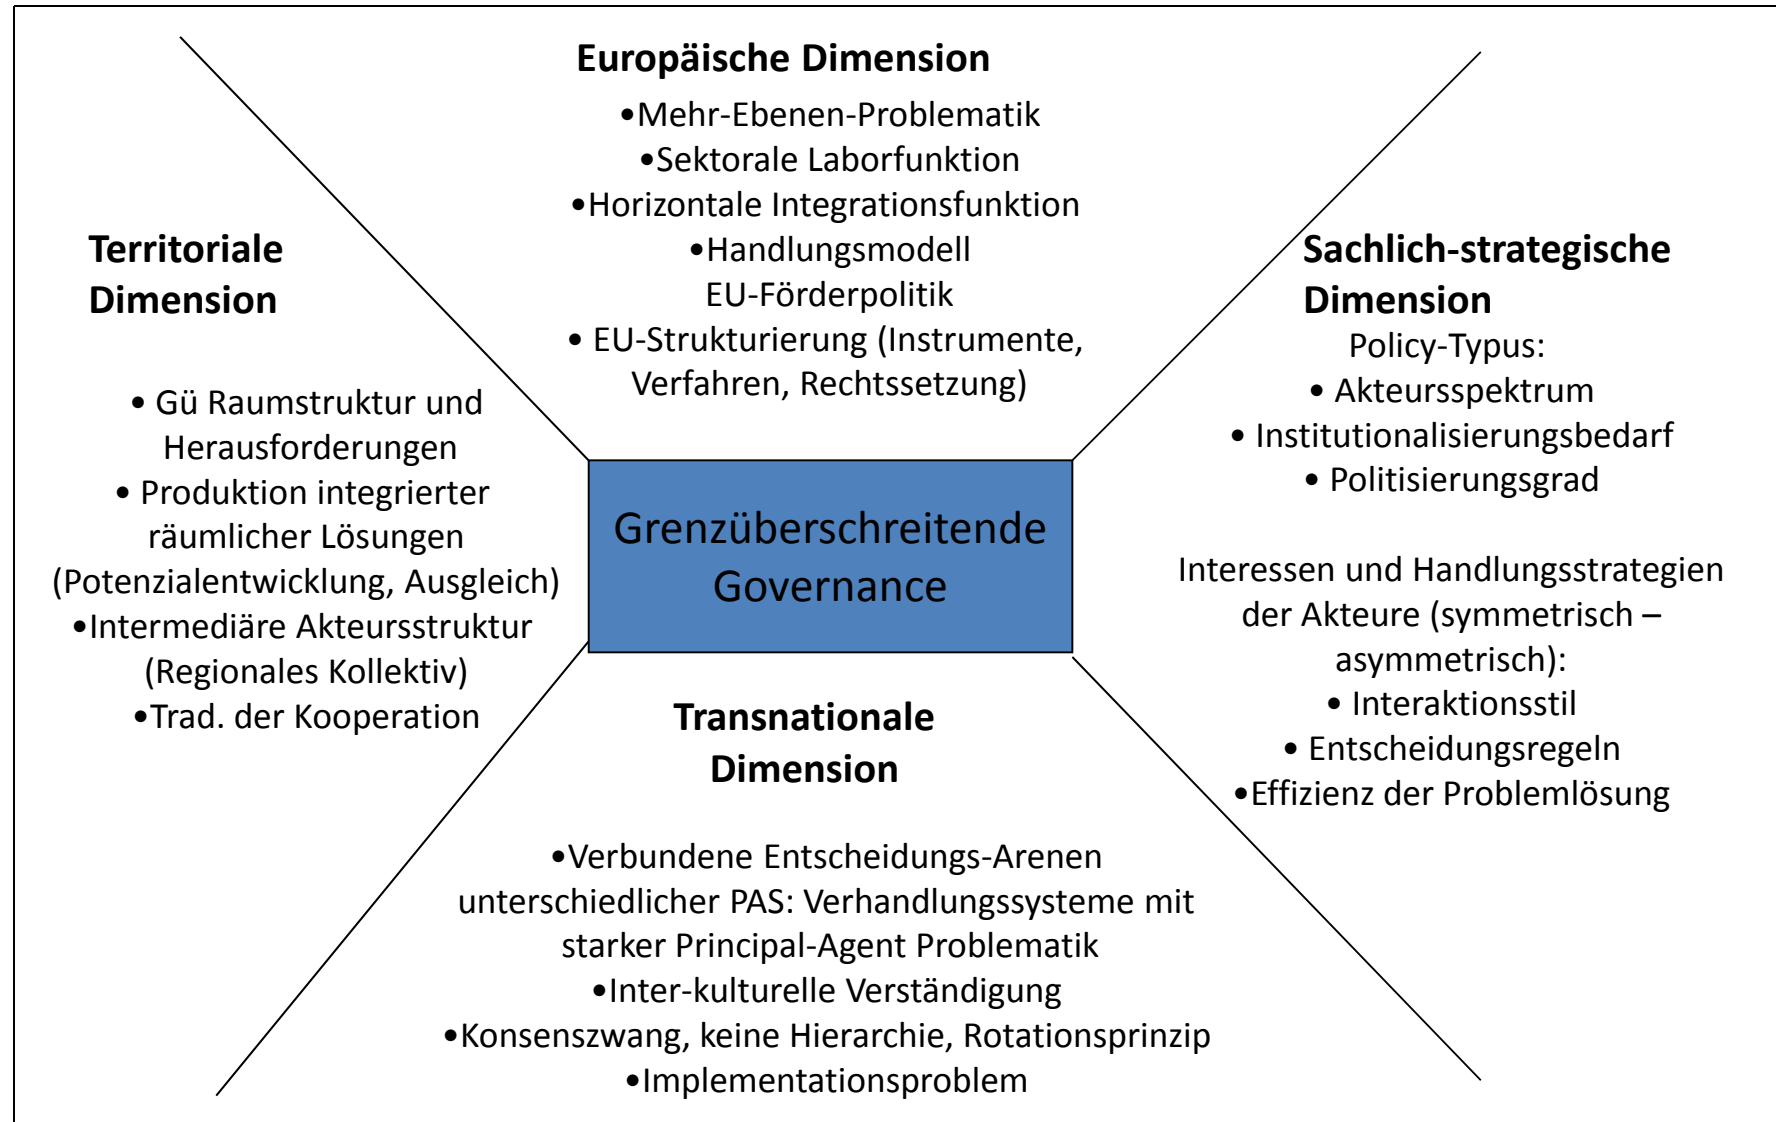 Europäische Dimension
•Mehr-Ebenen-Problematik
•Sektorale Laborfunktion
•Horizontale Integrationsfunktion
•Handlungsmodell
EU-Förderpolitik
• EU-Strukturierung (Instrumente,
Verfahren, Rechtssetzung)
Territoriale
Dimension
• Gü Raumstruktur und
Herausforderungen
• Produktion integrierter
räumlicher Lösungen
(Potenzialentwicklung, Ausgleich)
•Intermediäre Akteursstruktur
(Regionales Kollektiv)
•Trad. der Kooperation
Grenzüberschreitende
Governance
Sachlich-strategische
Dimension
Policy-Typus:
• Akteursspektrum
• Institutionalisierungsbedarf
• Politisierungsgrad
Interessen und Handlungsstrategien
der Akteure (symmetrisch –
asymmetrisch):
• Interaktionsstil
• Entscheidungsregeln
•Effizienz der Problemlösung
Transnationale
Dimension
•Verbundene Entscheidungs-Arenen
unterschiedlicher PAS: Verhandlungssysteme mit
starker Principal-Agent Problematik
•Inter-kulturelle Verständigung
•Konsenszwang, keine Hierarchie, Rotationsprinzip
•Implementationsproblem